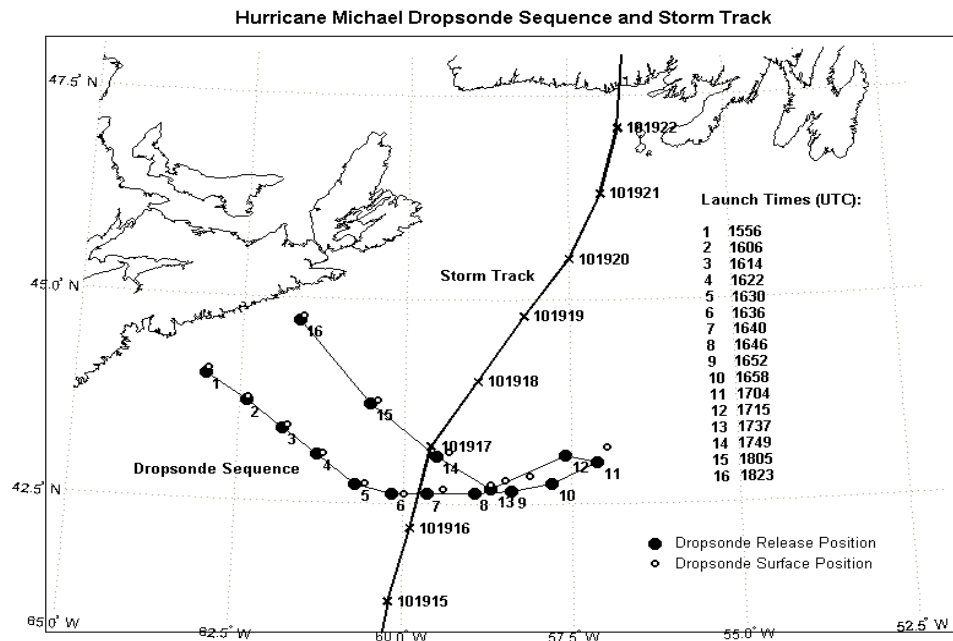 Hurricane Michael Dropsonde Sequence and Storm Track
47.5° N
45.0° N
42.5° N
65.0° W
62.5° W
60.0° W
57.5° W
55.0° W
52.5° W
101922
101921
101920
101919
101918
101917
101916
101915
Storm Track
Dropsonde Sequence
1
2
3
4
5
6
7
8
13
9
10
11
12
14
15
16
Launch Times (UTC):
1 1556
2 1606
3 1614
4 1622
5 1630
6 1636
7 1640
8 1646
9 1652
10 1658
11 1704
12 1715
13 1737
14 1749
15 1805
16 1823
Dropsonde Release Position
Dropsonde Surface Position